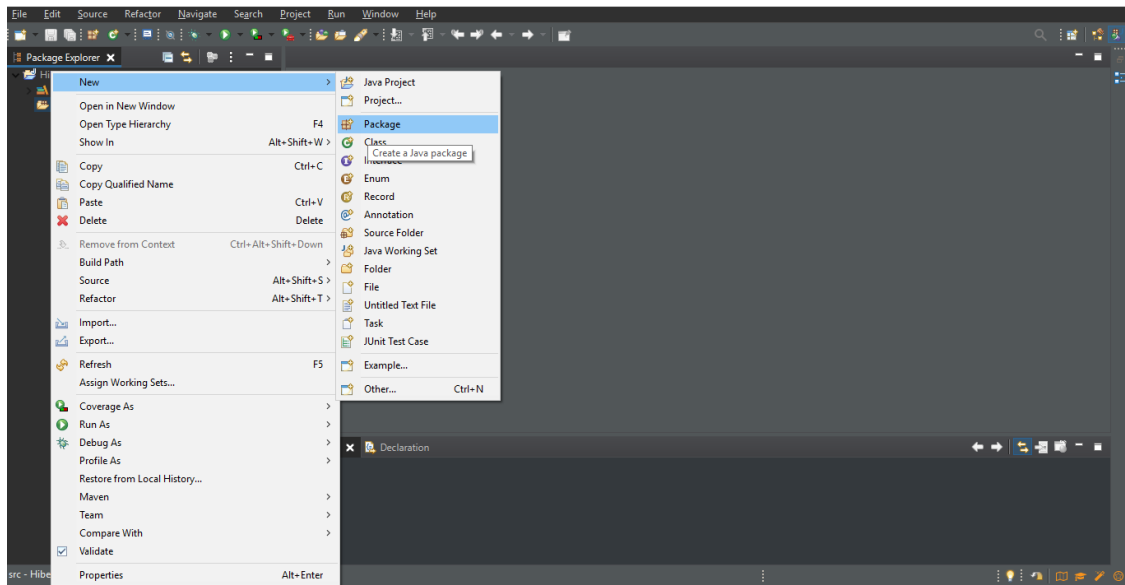 File Edit Source Refactor Navigate Search Project Run Window Help
Package Explorer
Hi
New
Open in New Window
Open Type Hierarchy F4
Show In Alt+Shift+W >
Copy Ctrl+C
Copy Qualified Name
Paste Ctrl+V
Delete Delete
Remove from Context Ctrl+Alt+Shift+Down
Build Path
Source Alt+Shift+S >
Refactor Alt+Shift+T >
Import...
Export...
Refresh F5
Assign Working Sets...
Coverage As
Run As
Debug As
Profile As
Restore from Local History...
Maven
Team
Compare With
Validate
Properties Alt+Enter
Java Project
Project...
Package
Class
Create a Java package
Interface
Enum
Record
Annotation
Source Folder
Java Working Set
Folder
File
Untitled Text File
Task
JUnit Test Case
Example...
Other... Ctrl+N
Declaration
src - Hibe